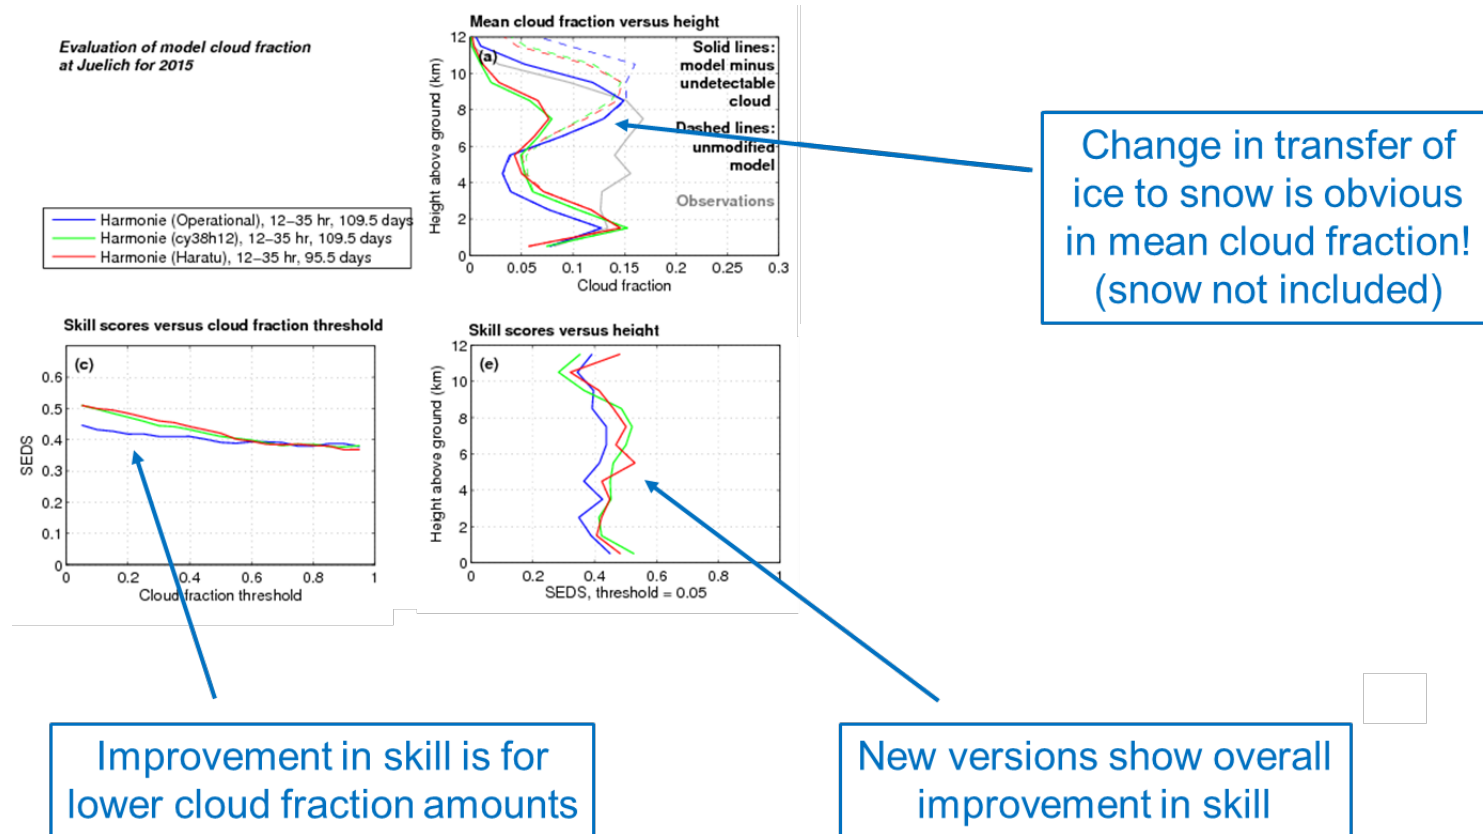 Evaluation of model cloud fraction
at Juelich for 2015
Harmonie (Operational), 12–35 hr, 109.5 days
Harmonie (cy38h12), 12–35 hr, 109.5 days
Harmonie (Haratu), 12–35 hr, 95.5 days
Mean cloud fraction versus height
(a)
Solid lines:
model minus
undetectable
cloud
Dashed lines:
unmodified
model
Observations
Height above ground (km)
12
10
8
6
4
2
0
0 0.05 0.1 0.15 0.2 0.25 0.3
Cloud fraction
Change in transfer of
ice to snow is obvious
in mean cloud fraction!
(snow not included)
Skill scores versus cloud fraction threshold
(c)
SEDS
0.6
0.5
0.4
0.3
0.2
0.1
0
0 0.2 0.4 0.6 0.8 1
Cloud fraction threshold
Skill scores versus height
(e)
Height above ground (km)
12
10
8
6
4
2
0
0 0.2 0.4 0.6 0.8 1
SEDS, threshold = 0.05
Improvement in skill is for
lower cloud fraction amounts
New versions show overall
improvement in skill